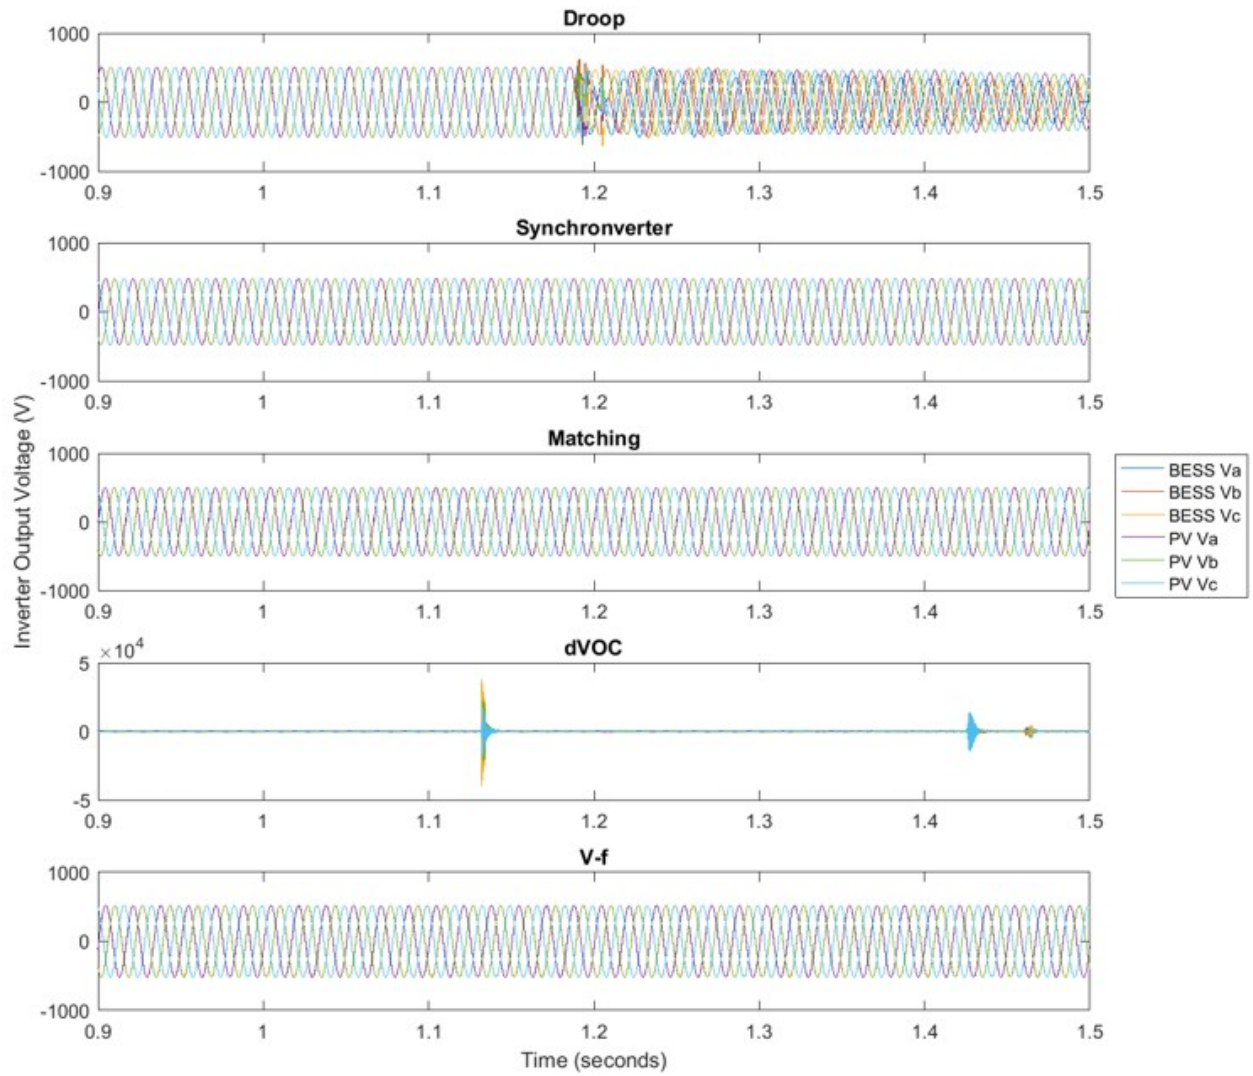 Droop
1000
0
-1000
0.9 1 1.1 1.2 1.3 1.4 1.5
Synchronverter
1000
0
-1000
0.9 1 1.1 1.2 1.3 1.4 1.5
Inverter Output Voltage (V)
Matching
1000
0
-1000
0.9 1 1.1 1.2 1.3 1.4 1.5
BESS Va
BESS Vb
BESS Vc
PV Va
PV Vb
PV Vc
dVOC
×10⁴
5
0
-5
0.9 1 1.1 1.2 1.3 1.4 1.5
V-f
1000
0
-1000
0.9 1 1.1 1.2 1.3 1.4 1.5
Time (seconds)